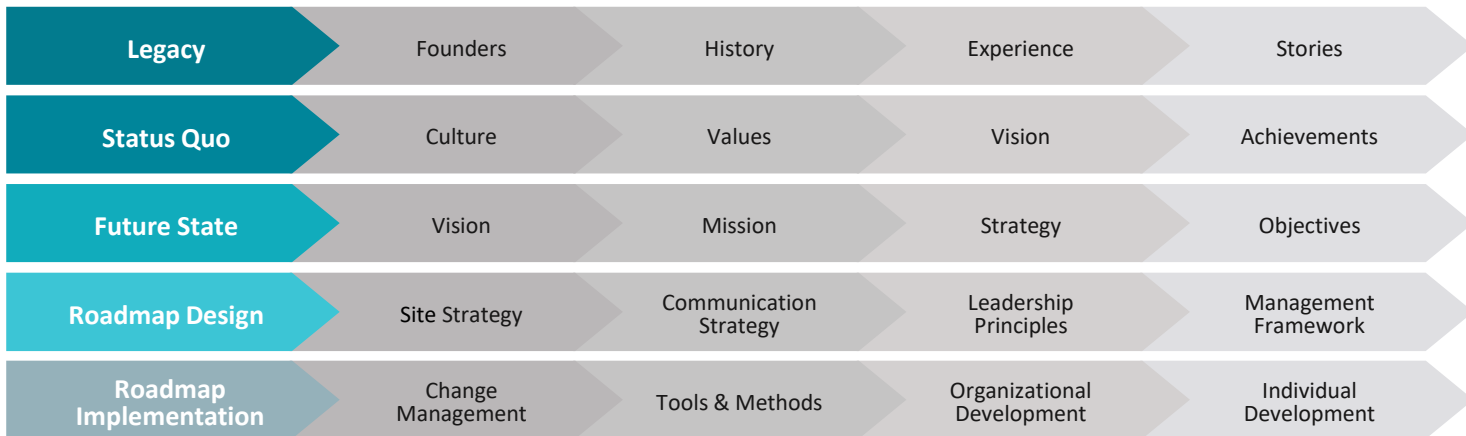 Legacy
Founders
History
Experience
Stories
Status Quo
Culture
Values
Vision
Achievements
Future State
Vision
Mission
Strategy
Objectives
Roadmap Design
Site Strategy
Communication
Strategy
Leadership
Principles
Management
Framework
Roadmap
Implementation
Change
Management
Tools & Methods
Organizational
Development
Individual
Development